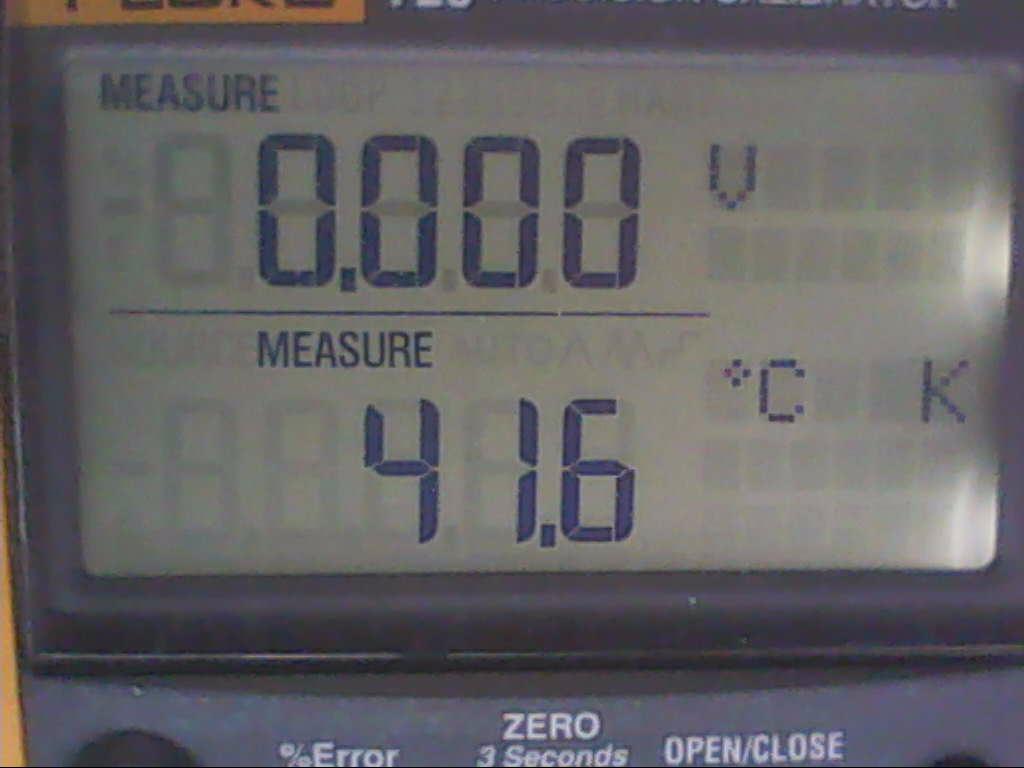 MEASURE
0.000 V
MEASURE
41.6 °C K
ZERO
%Error 3 Seconds OPEN/CLOSE